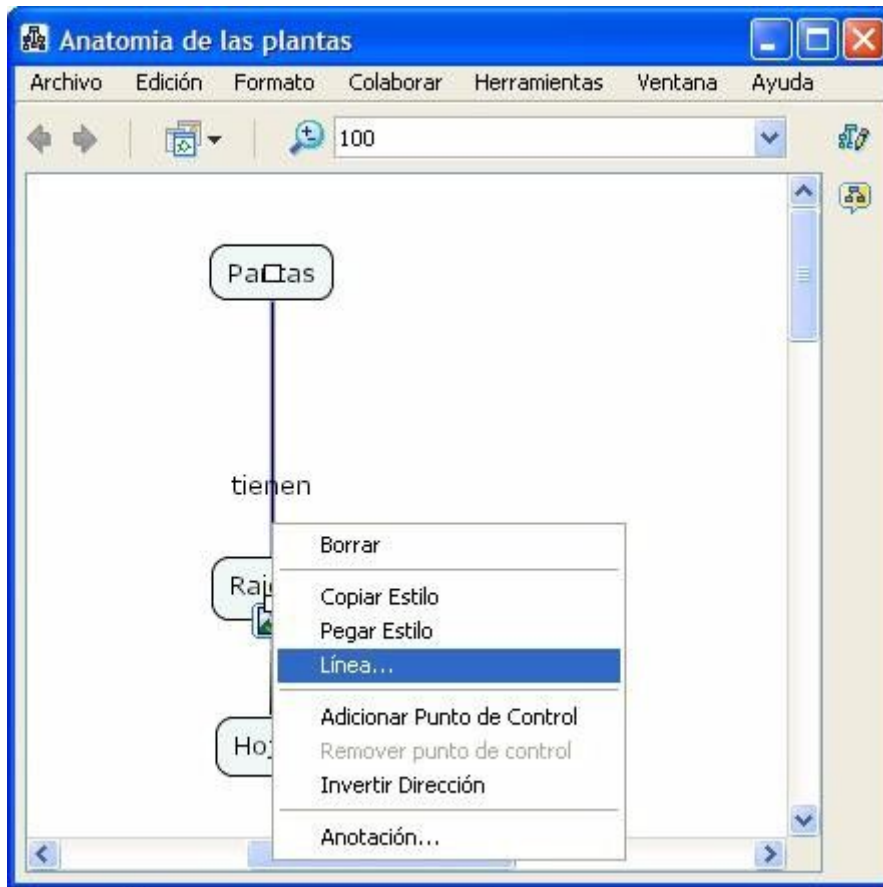 Anatomia de las plantas
Archivo Edición Formato Colaborar Herramientas Ventana Ayuda
100
tienen
Borrar
Copiar Estilo
Pegar Estilo
Línea...
Adicionar Punto de Control
Remover punto de control
Invertir Dirección
Anotación...